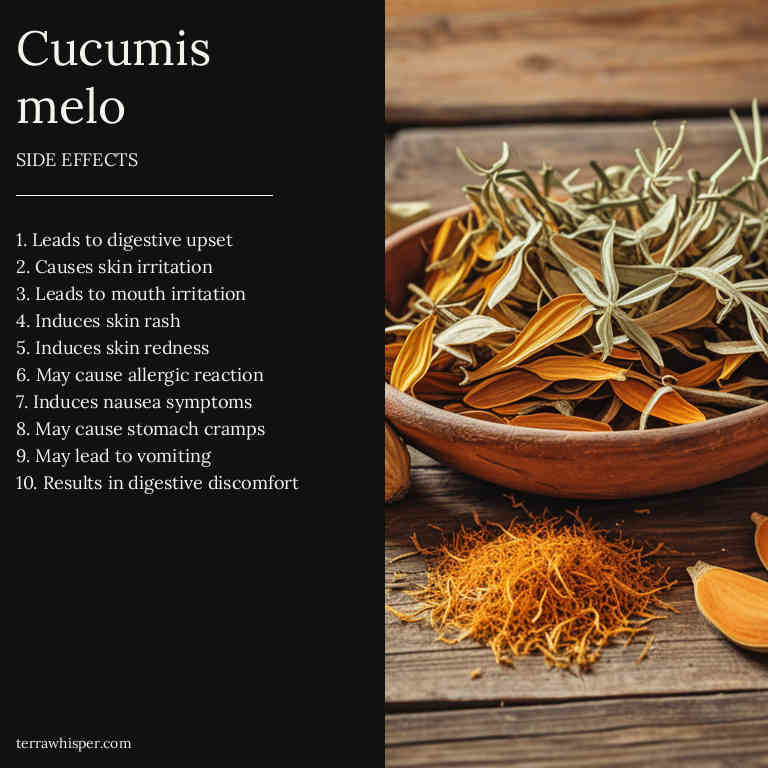 Cucumis
melo
SIDE EFFECTS
1. Leads to digestive upset
2. Causes skin irritation
3. Leads to mouth irritation
4. Induces skin rash
5. Induces skin redness
6. May cause allergic reaction
7. Induces nausea symptoms
8. May cause stomach cramps
9. May lead to vomiting
10. Results in digestive discomfort
terrawhisper.com